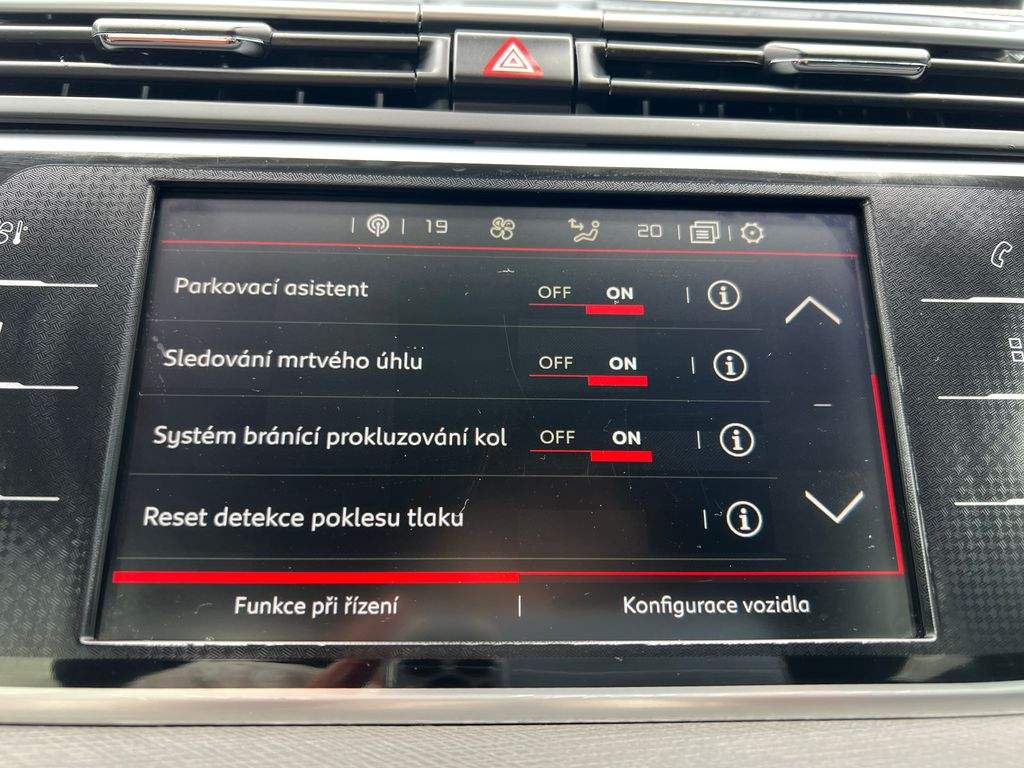 19 20
Parkovací asistent OFF ON
Sledování mrtvého úhlu OFF ON
Systém bránící prokluzování kol OFF ON
Reset detekce poklesu tlaku
Funkce při řízení | Konfigurace vozidla